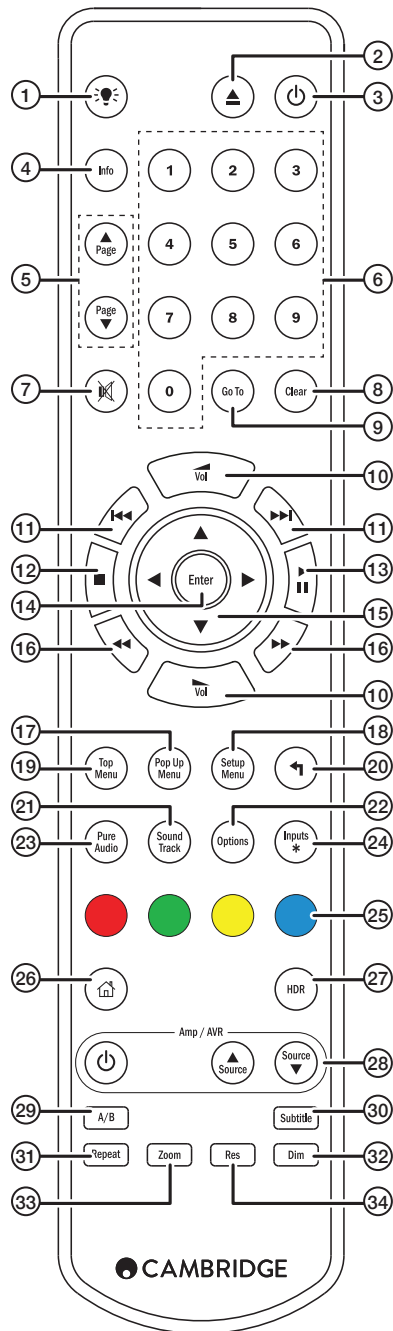 2
1
3
4
Info
1
2
3
Page
4
5
6
5
6
Page
7
8
9
7
0
Go To
Clear
8
9
Vol
10
11
11
12
13
14
Enter
15
16
16
Vol
10
17
18
19
Top
Menu
Pop Up
Menu
Setup
Menu
20
21
22
23
Pure
Audio
Sound
Track
Options
Inputs
*
24
25
26
HDR
27
Amp / AVR
Source
Source
28
29
A/B
Subtitle
30
31
Repeat
Zoom
Res
Dim
32
33
34
CAMBRIDGE